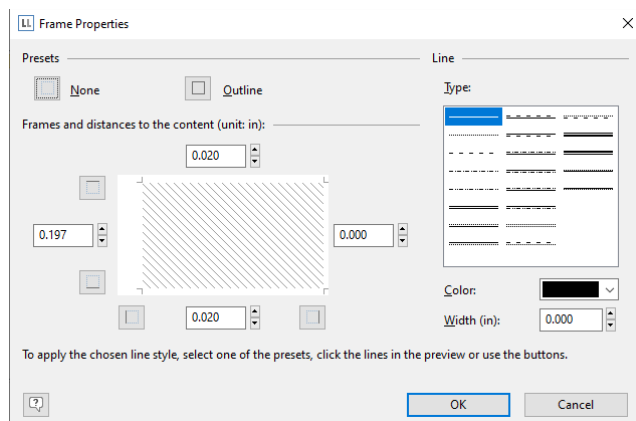 LL Frame Properties
Presets
Line
None
Outline
Type:
Frames and distances to the content (unit: in):
0.020
0.197
0.000
0.020
Color:
Width (in):
0.000
To apply the chosen line style, select one of the presets, click the lines in the preview or use the buttons.
?
OK
Cancel